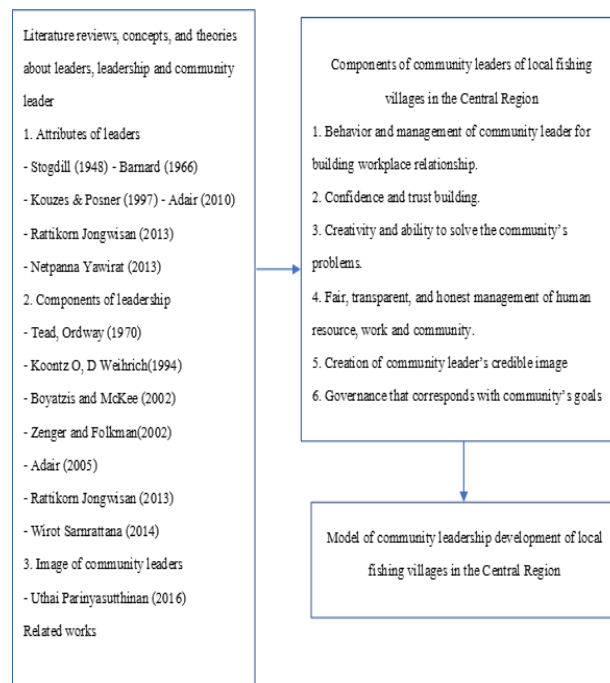 Literature reviews, concepts, and theories
about leaders, leadership and community
leader
1. Attributes of leaders
- Stogdill (1948) - Barnard (1966)
- Kouzes & Posner (1997) - Adair (2010)
- Rattikorn Jongwisan (2013)
- Netpanna Yawirat (2013)
2. Components of leadership
- Tead, Ordway (1970)
- Koontz O, D Weihrich(1994)
- Boyatzis and McKee (2002)
- Zenger and Folkman(2002)
- Adair (2005)
- Rattikorn Jongwisan (2013)
- Wirot Sarnrattana (2014)
3. Image of community leaders
- Uthai Parinyasutthinan (2016)
Related works
Components of community leaders of local fishing
villages in the Central Region
1. Behavior and management of community leader for
building workplace relationship.
2. Confidence and trust building.
3. Creativity and ability to solve the community’s
problems.
4. Fair, transparent, and honest management of human
resource, work and community.
5. Creation of community leader’s credible image
6. Governance that corresponds with community’s goals
Model of community leadership development of local
fishing villages in the Central Region